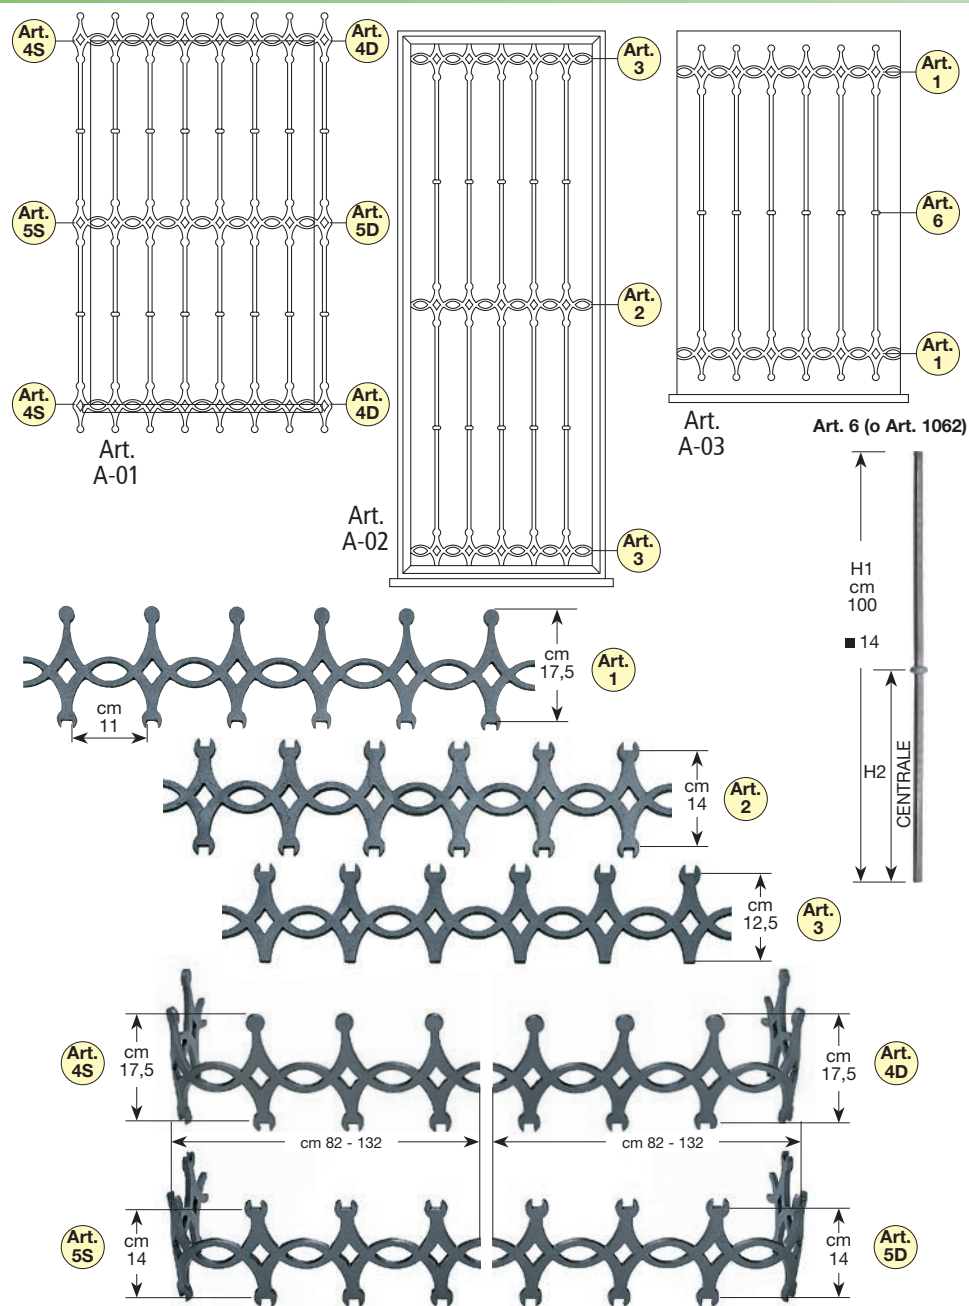 Art.
4S
Art.
4D
Art.
3
Art.
1
Art.
5S
Art.
5D
Art.
6
Art.
2
Art.
1
Art.
4S
Art.
4D
Art.
A-01
Art.
A-02
Art.
3
Art.
A-03
Art. 6 (o Art. 1062)
H1
cm
100
■ 14
H2
CENTRALE
cm
17,5
Art.
1
cm
11
cm
14
Art.
2
cm
12,5
Art.
3
Art.
4S
cm
17,5
cm
17,5
Art.
4D
cm 82 - 132
cm 82 - 132
Art.
5S
cm
14
cm
14
Art.
5D